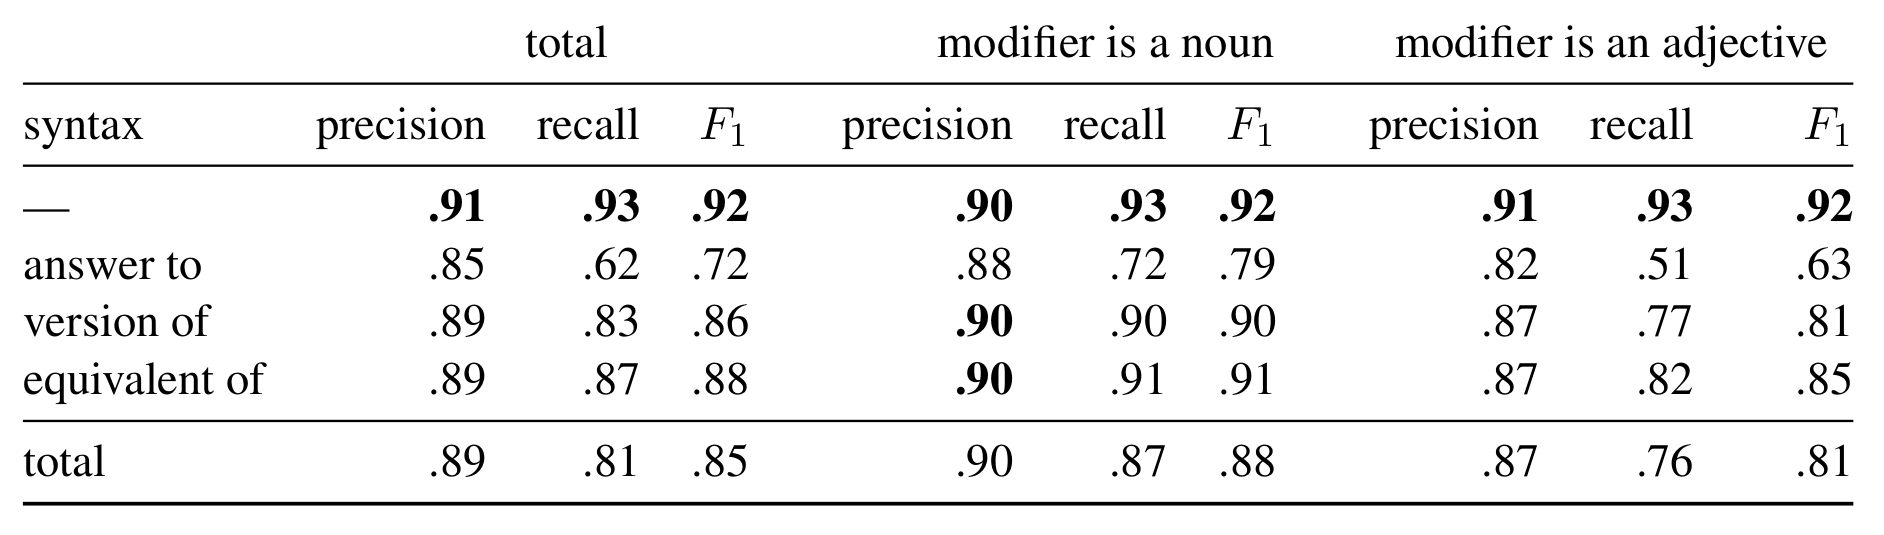 total modifier is a noun modifier is an adjective
syntax precision recall F1 precision recall F1 precision recall F1
— .91 .93 .92 .90 .93 .92 .91 .93 .92
answer to .85 .62 .72 .88 .72 .79 .82 .51 .63
version of .89 .83 .86 .90 .90 .90 .87 .77 .81
equivalent of .89 .87 .88 .90 .91 .91 .87 .82 .85
total .89 .81 .85 .90 .87 .88 .87 .76 .81